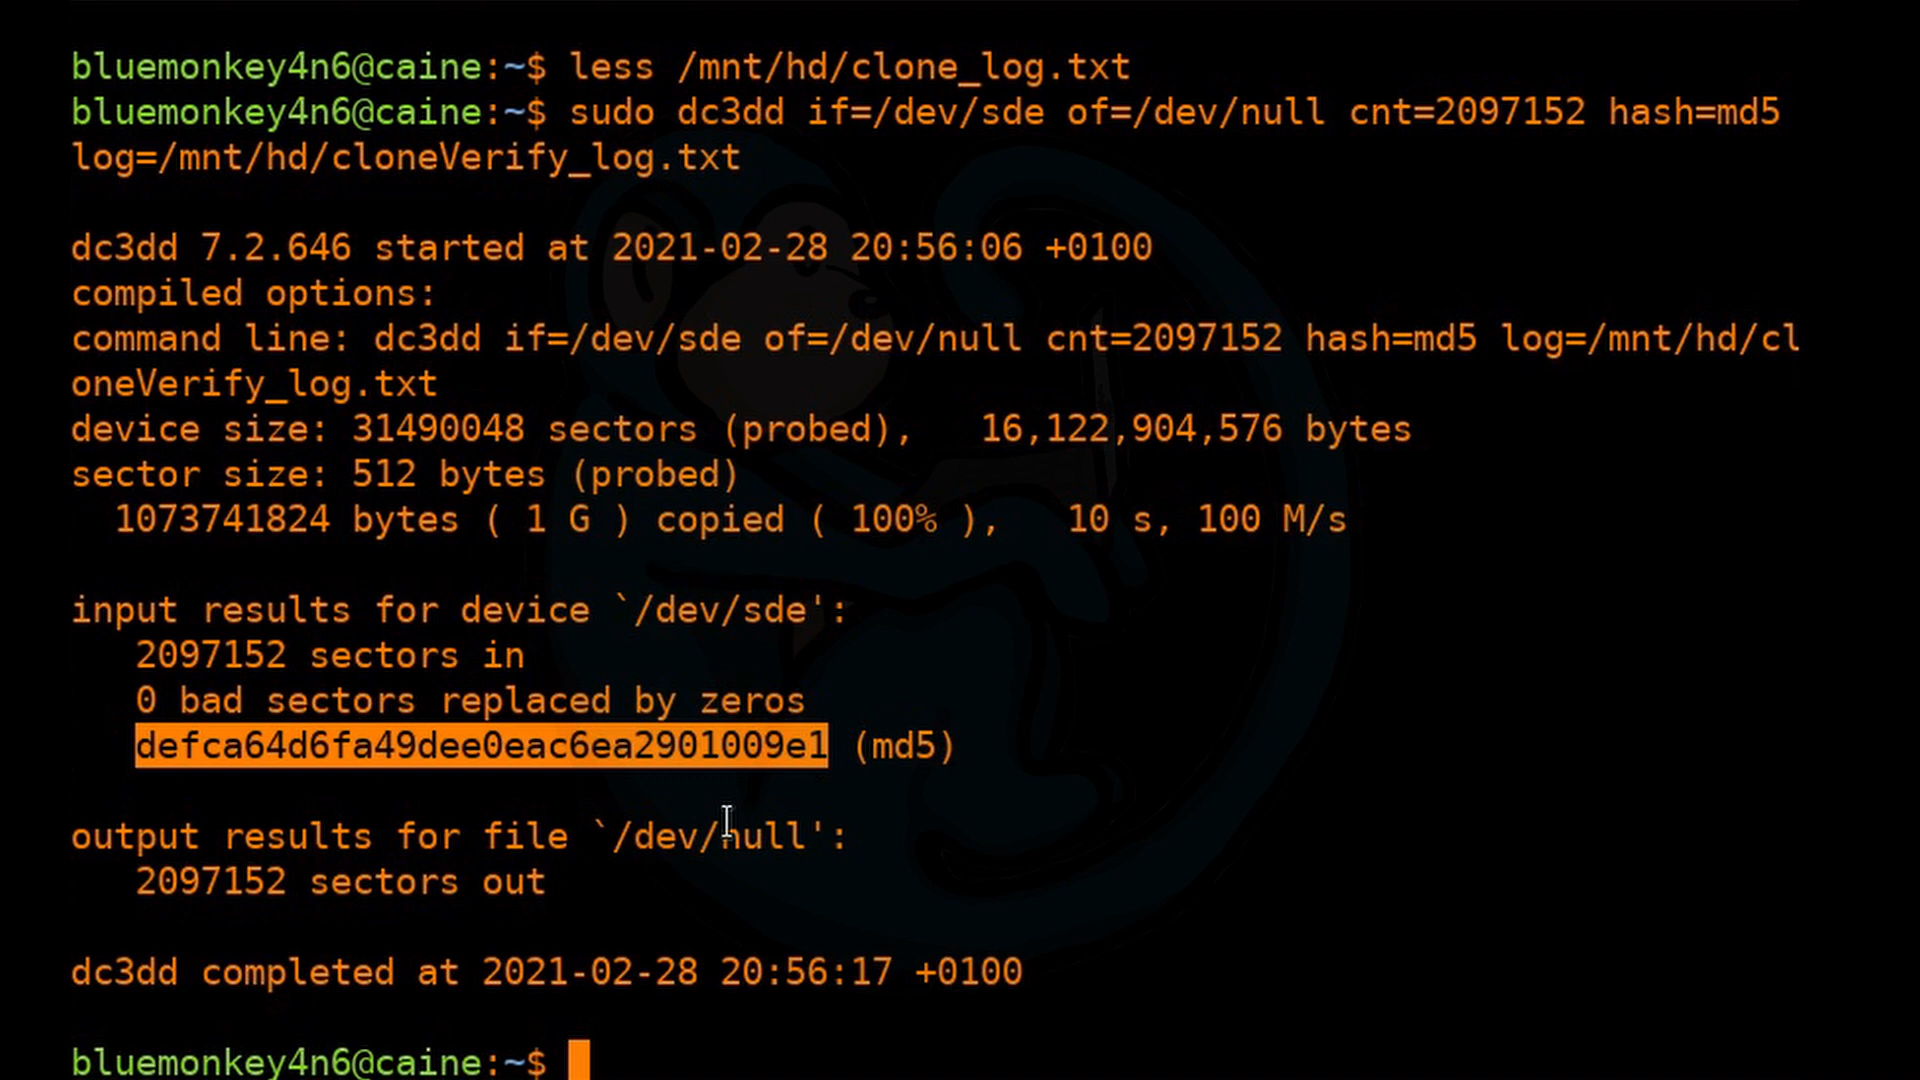 bluemonkey4n6@caine:~$ less /mnt/hd/clone_log.txt
bluemonkey4n6@caine:~$ sudo dc3dd if=/dev/sde of=/dev/null cnt=2097152 hash=md5
log=/mnt/hd/cloneVerify_log.txt
dc3dd 7.2.646 started at 2021-02-28 20:56:06 +0100
compiled options:
command line: dc3dd if=/dev/sde of=/dev/null cnt=2097152 hash=md5 log=/mnt/hd/cl
oneVerify_log.txt
device size: 31490048 sectors (probed),   16,122,904,576 bytes
sector size: 512 bytes (probed)
  1073741824 bytes ( 1 G ) copied ( 100% ),   10 s, 100 M/s
input results for device `/dev/sde':
   2097152 sectors in
   0 bad sectors replaced by zeros
   defca64d6fa49dee0eac6ea2901009e1 (md5)
output results for file `/dev/null':
   2097152 sectors out
dc3dd completed at 2021-02-28 20:56:17 +0100
bluemonkey4n6@caine:~$